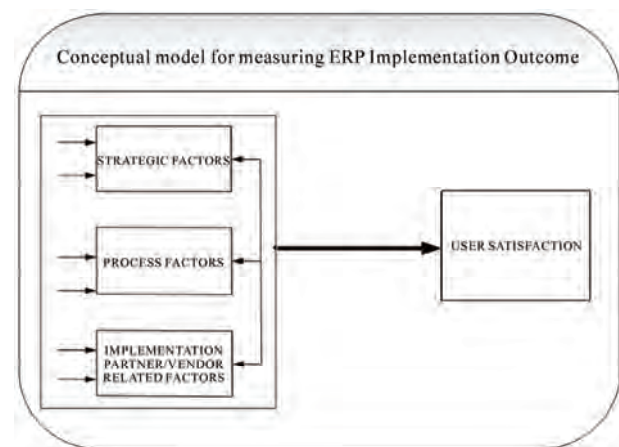 Conceptual model for measuring ERP Implementation Outcome
STRATEGIC FACTORS
PROCESS FACTORS
IMPLEMENTATION
PARTNER/VENDOR
RELATED FACTORS
USER SATISFACTION